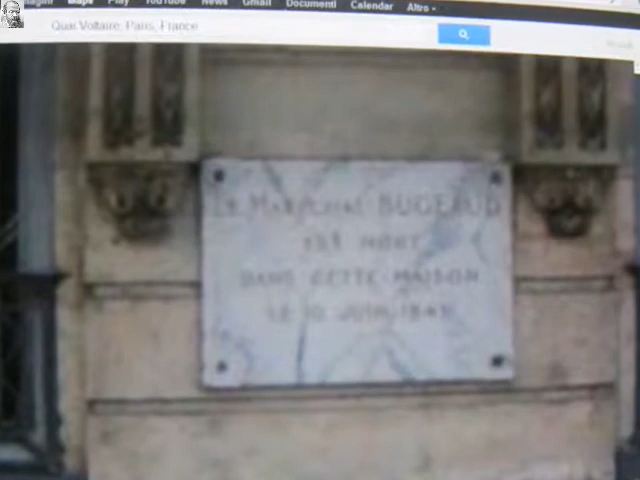 Maps Play YouTube News Gmail Documenti Calendar Altro
Quai Voltaire, Paris, France
LE MARÉCHAL BUGEAUD
EST MORT
DANS CETTE MAISON
LE 10 JUIN 1849